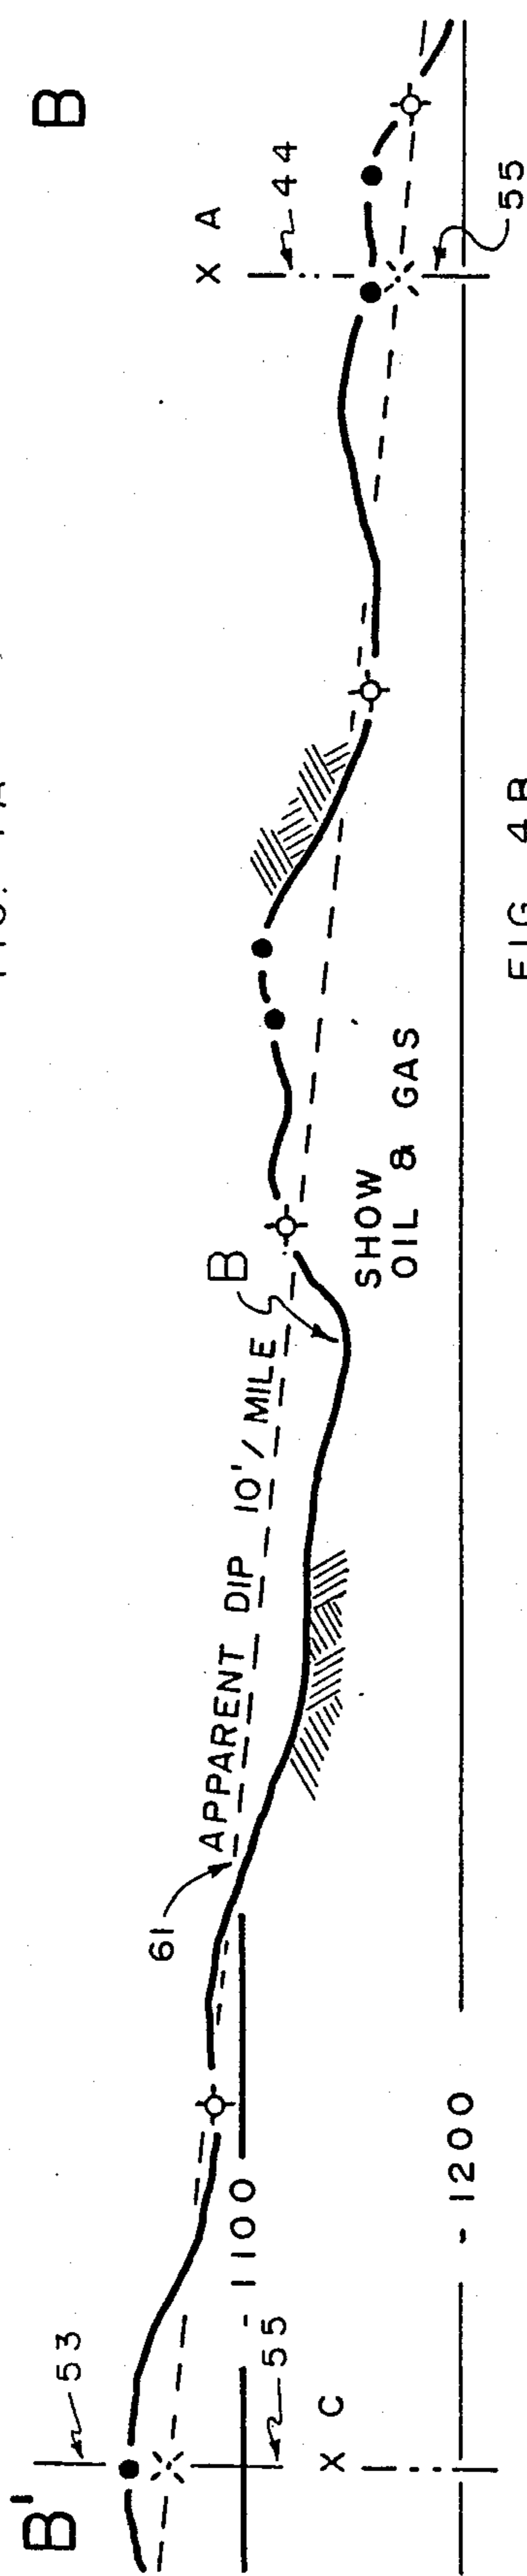 B'
53
55
X C
- 1100
- 1200
61
APPARENT DIP 10'/MILE
B
SHOW
OIL & GAS
X A
44
55
B
FIG. 4B